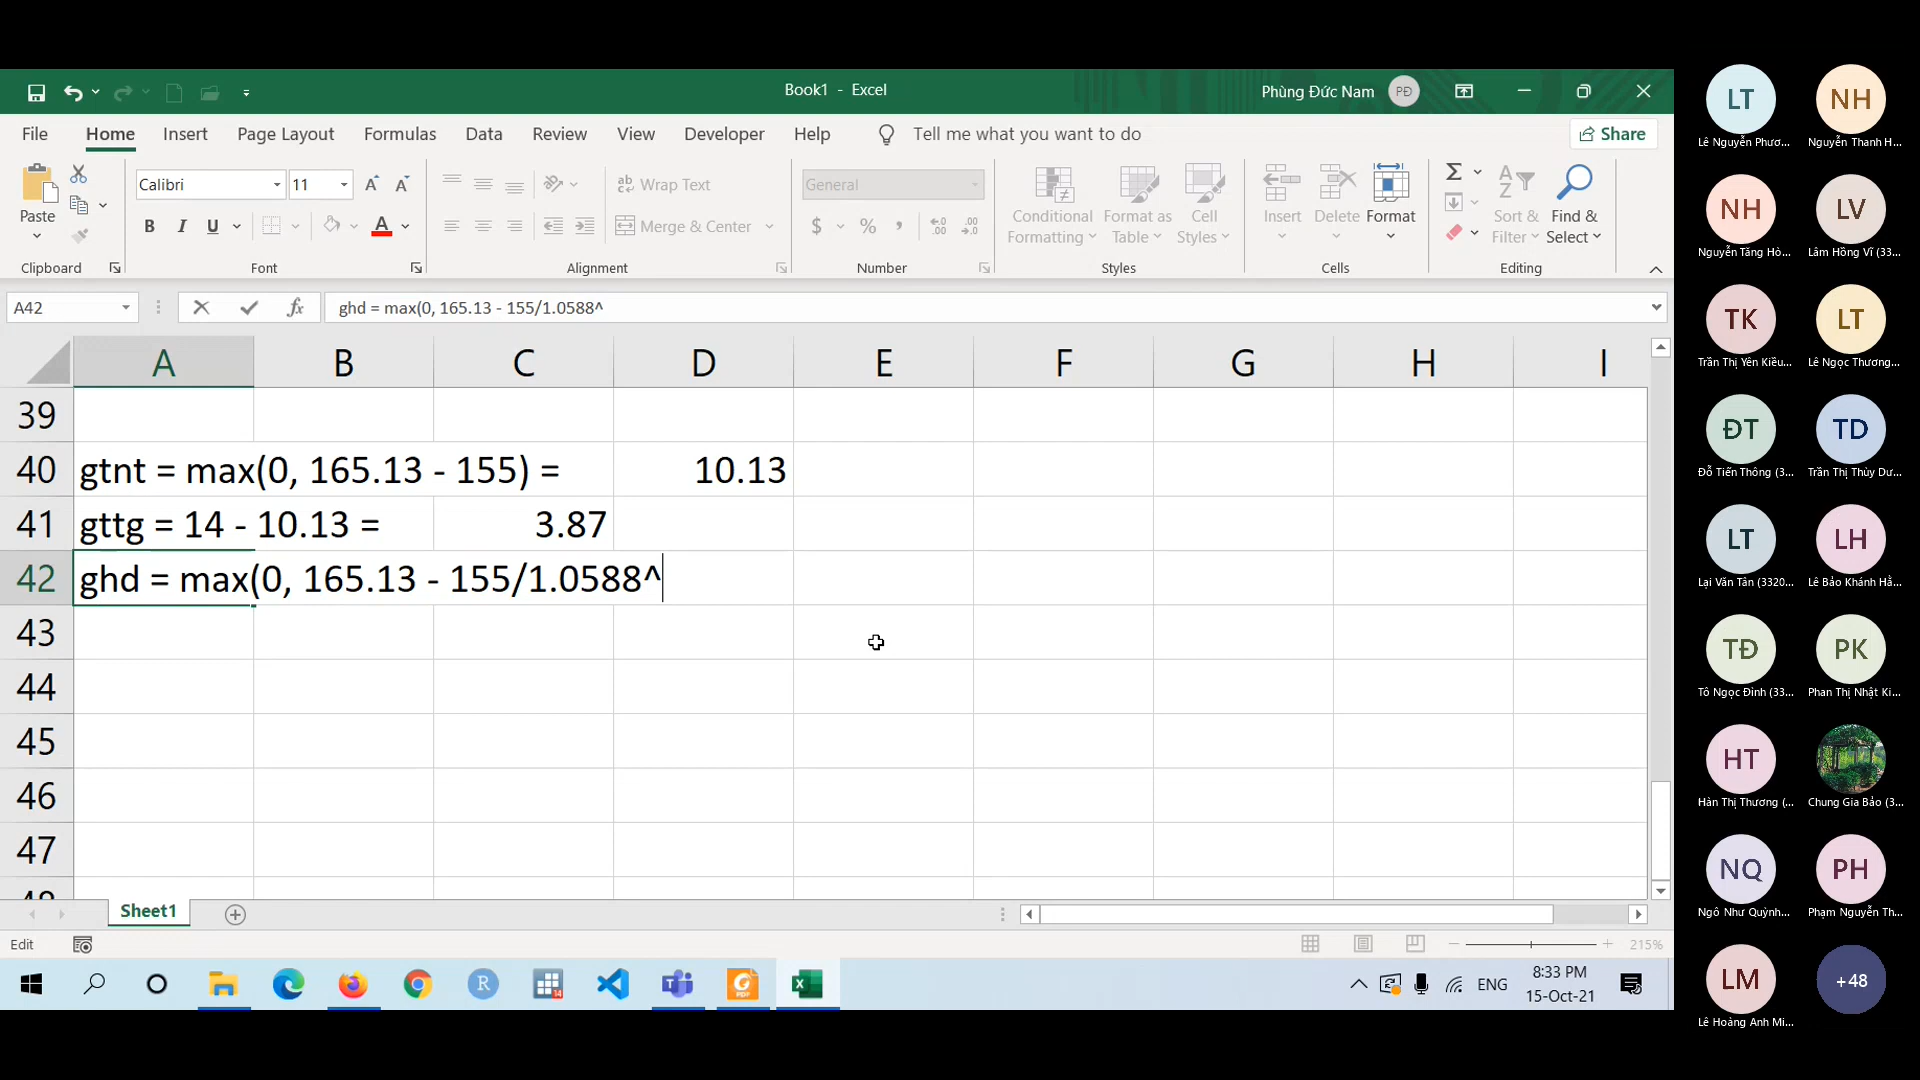 Book1 - Excel
Phùng Đức Nam
PĐ
File
Home
Insert
Page Layout
Formulas
Data
Review
View
Developer
Help
Tell me what you want to do
Share
Paste
Clipboard
Calibri
11
B I U
Font
Wrap Text
Merge & Center
Alignment
General
$ % ,
Number
Conditional Formatting
Format as Table
Cell Styles
Styles
Insert
Delete
Format
Cells
Sort & Filter
Find & Select
Editing
A42
fx
ghd = max(0, 165.13 - 155/1.0588^
A B C D E F G H I
39
40 gtnt = max(0, 165.13 - 155) = 10.13
41 gttg = 14 - 10.13 = 3.87
42 ghd = max(0, 165.13 - 155/1.0588^
43
44
45
46
47
48
Sheet1
Edit
215%
ENG
8:33 PM
15-Oct-21
LT
Lê Nguyễn Phươ...
NH
Nguyễn Thanh H...
NH
Nguyễn Tăng Hò...
LV
Lâm Hồng Vĩ (33...
TK
Trần Thị Yên Kiều...
LT
Lê Ngọc Thương...
ĐT
Đỗ Tiến Thông (3...
TD
Trần Thị Thùy Dư...
LT
Lại Văn Tân (3320...
LH
Lê Bảo Khánh Hằ...
TĐ
Tô Ngọc Đình (33...
PK
Phan Thị Nhật Ki...
HT
Hàn Thị Thương (...
Chung Gia Bảo (3...
NQ
Ngô Như Quỳnh...
PH
Phạm Nguyễn Th...
LM
Lê Hoàng Anh Mi...
+48